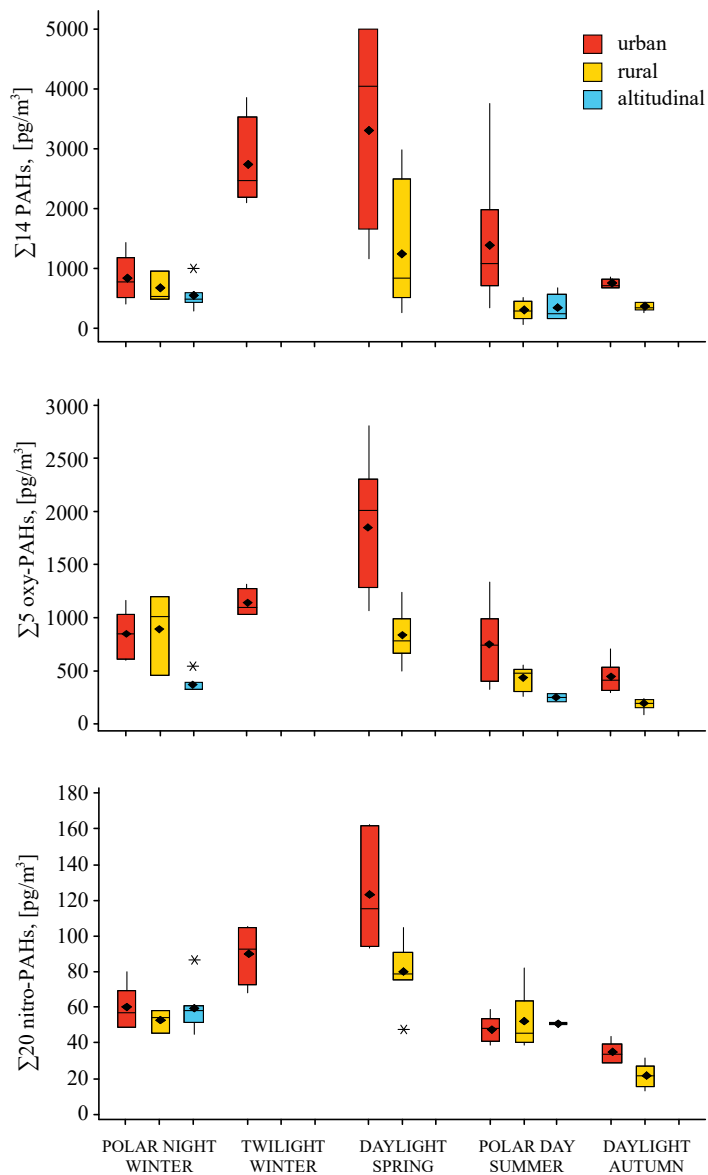 ∑14 PAHs, [pg/m³]
5000
4000
3000
2000
1000
0
urban
rural
altitudinal
∑5 oxy-PAHs, [pg/m³]
3000
2500
2000
1500
1000
500
0
∑20 nitro-PAHs, [pg/m³]
180
160
140
120
100
80
60
40
20
0
POLAR NIGHT
WINTER
TWILIGHT
WINTER
DAYLIGHT
SPRING
POLAR DAY
SUMMER
DAYLIGHT
AUTUMN